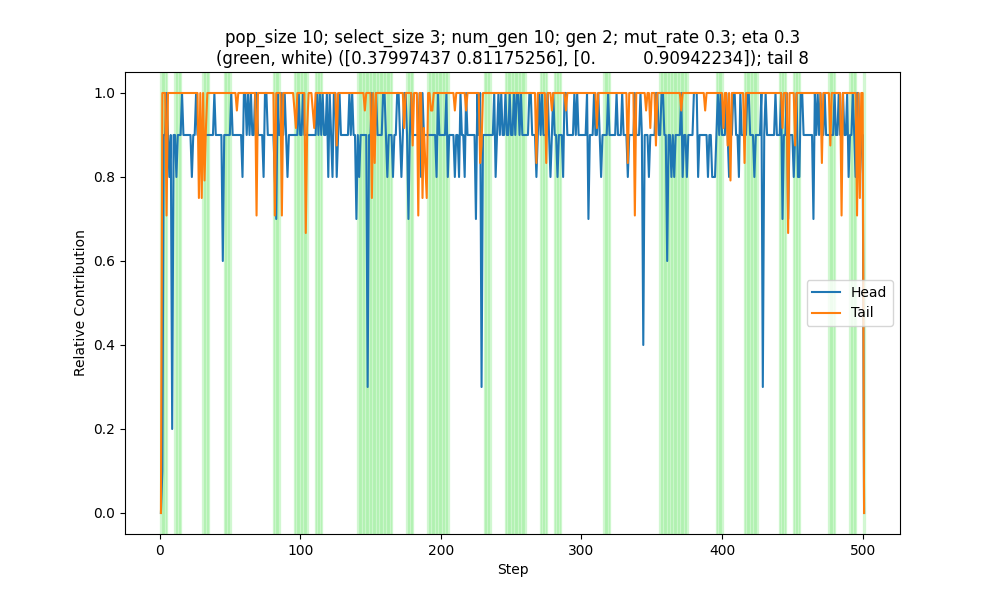 pop_size 10; select_size 3; num_gen 10; gen 2; mut_rate 0.3; eta 0.3
(green, white) ([0.37997437 0.81175256], [0. 0.90942234]); tail 8
1.0
0.8
0.6
0.4
0.2
0.0
Relative Contribution
Head
Tail
0 100 200 300 400 500
Step